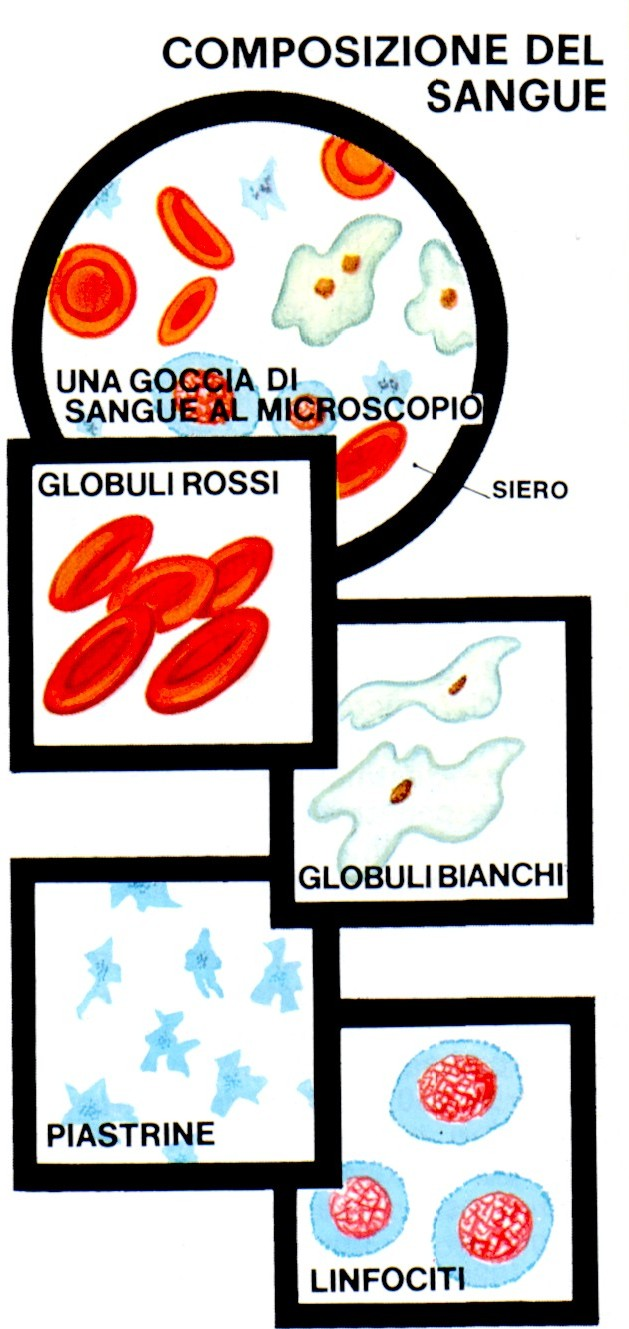 COMPOSIZIONE DEL
SANGUE
UNA GOCCIA DI
SANGUE AL MICROSCOPIO
SIERO
GLOBULI ROSSI
GLOBULI BIANCHI
PIASTRINE
LINFOCITI